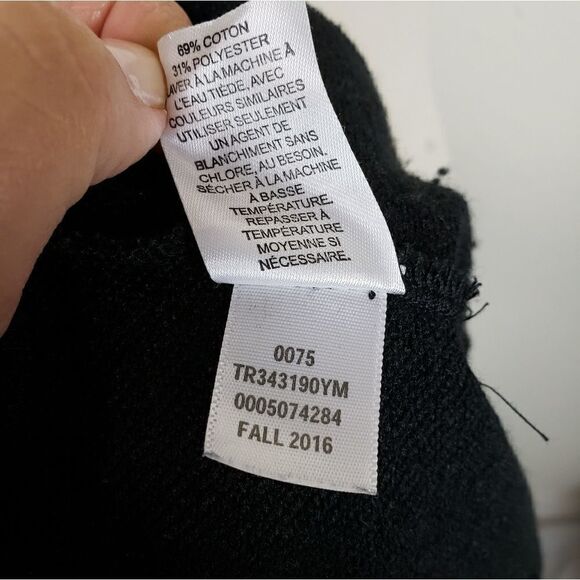 69% COTON
31% POLYESTER
LAVER À LA MACHINE À
L'EAU TIÈDE, AVEC
COULEURS SIMILAIRES
UTILISER SEULEMENT
UN AGENT DE
BLANCHIMENT SANS
CHLORE, AU BESOIN.
SÉCHER À LA MACHINE
À BASSE
TEMPÉRATURE.
REPASSER À
TEMPÉRATURE
MOYENNE SI
NÉCESSAIRE.
0075
TR343190YM
0005074284
FALL 2016